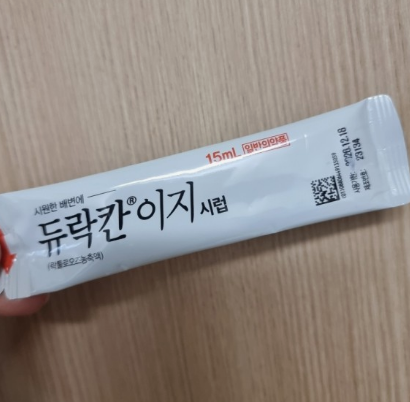 시원한 배변에
15mL 일반의약품
듀락칸® 이지 시럽
(락툴로오즈농축액)